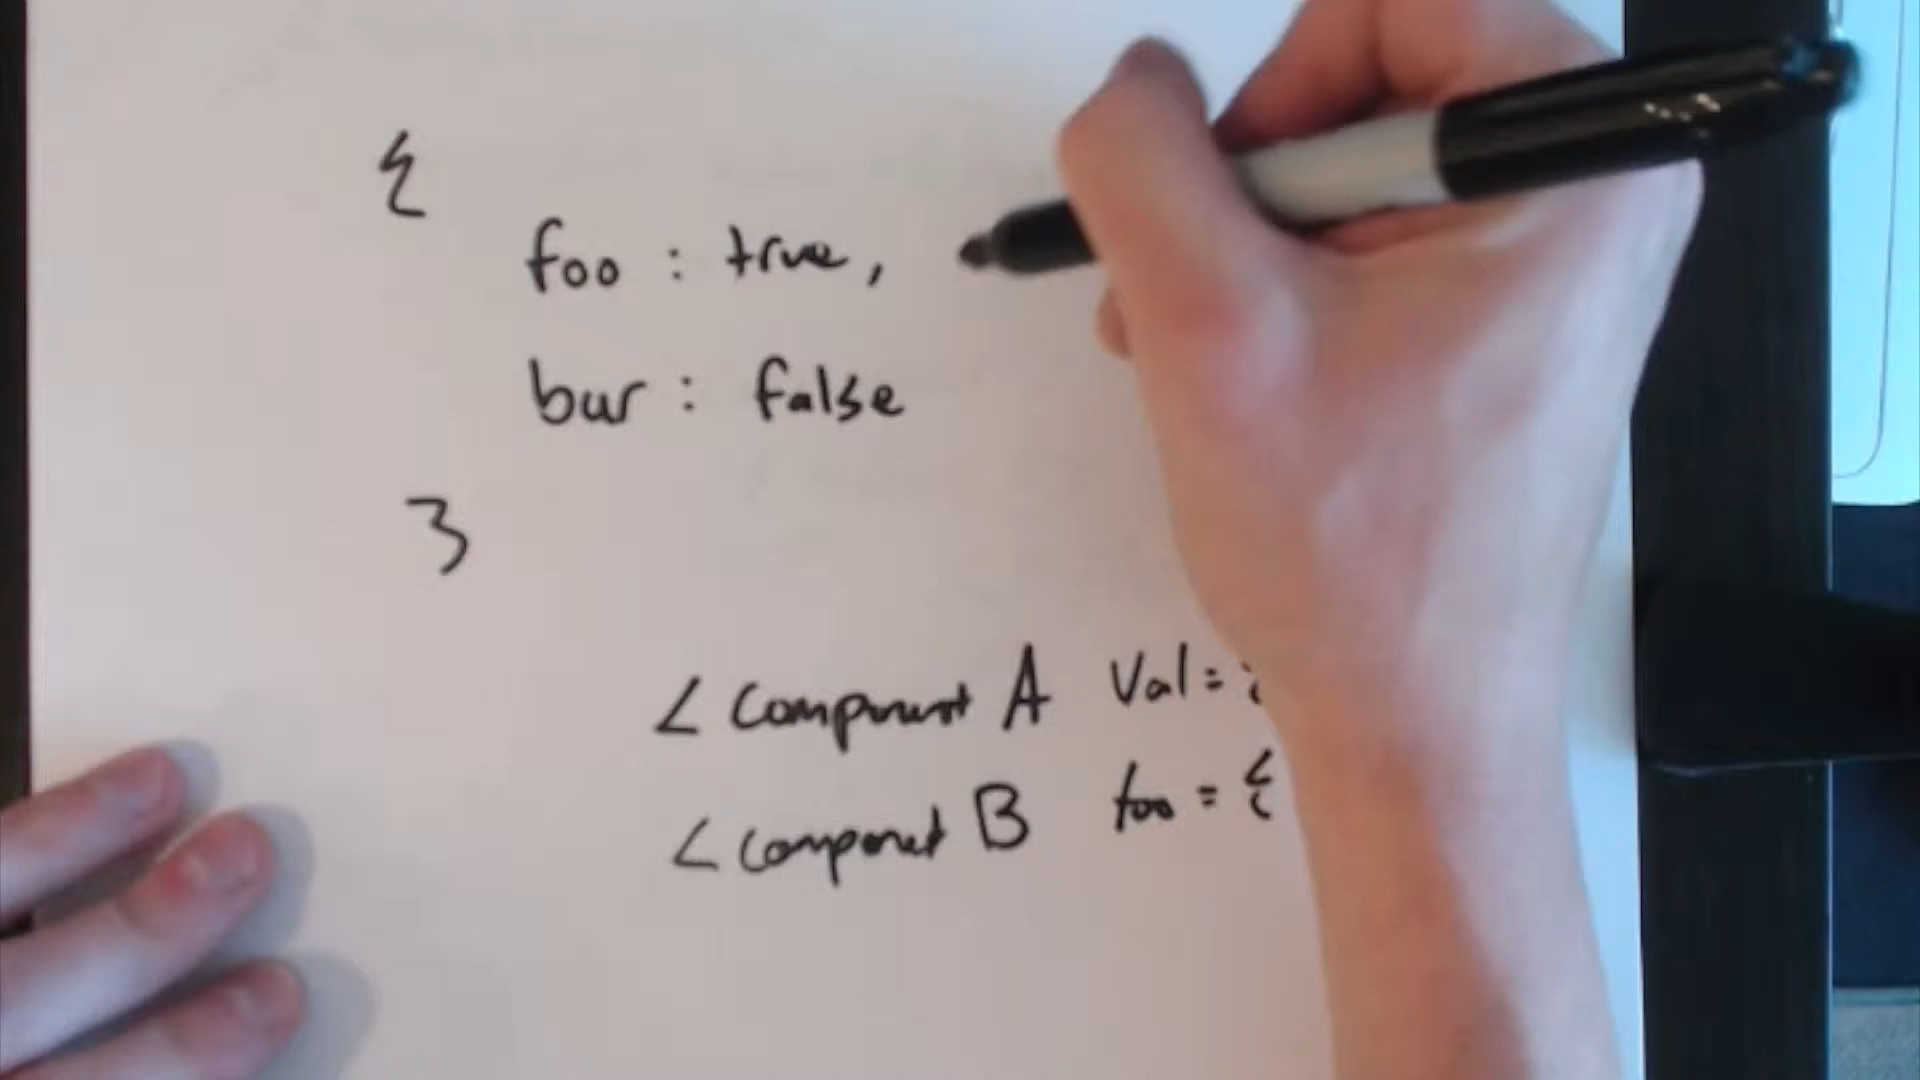 {
foo : true,
bar : false
}
< Component A Val = {
< Component B foo = {